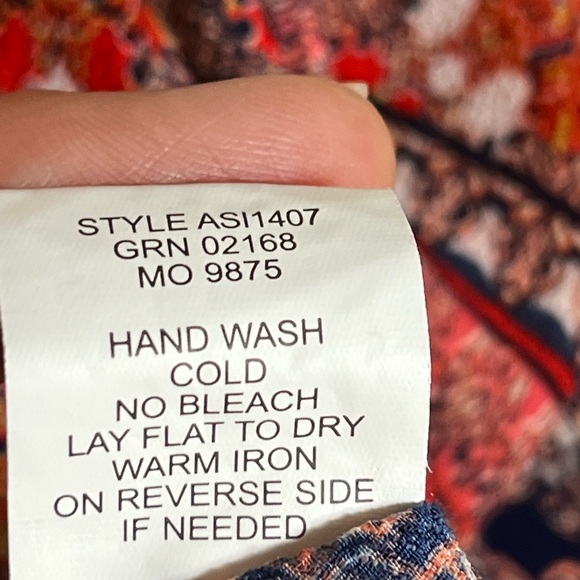 STYLE ASI1407
GRN 02168
MO 9875
HAND WASH
COLD
NO BLEACH
LAY FLAT TO DRY
WARM IRON
ON REVERSE SIDE
IF NEEDED